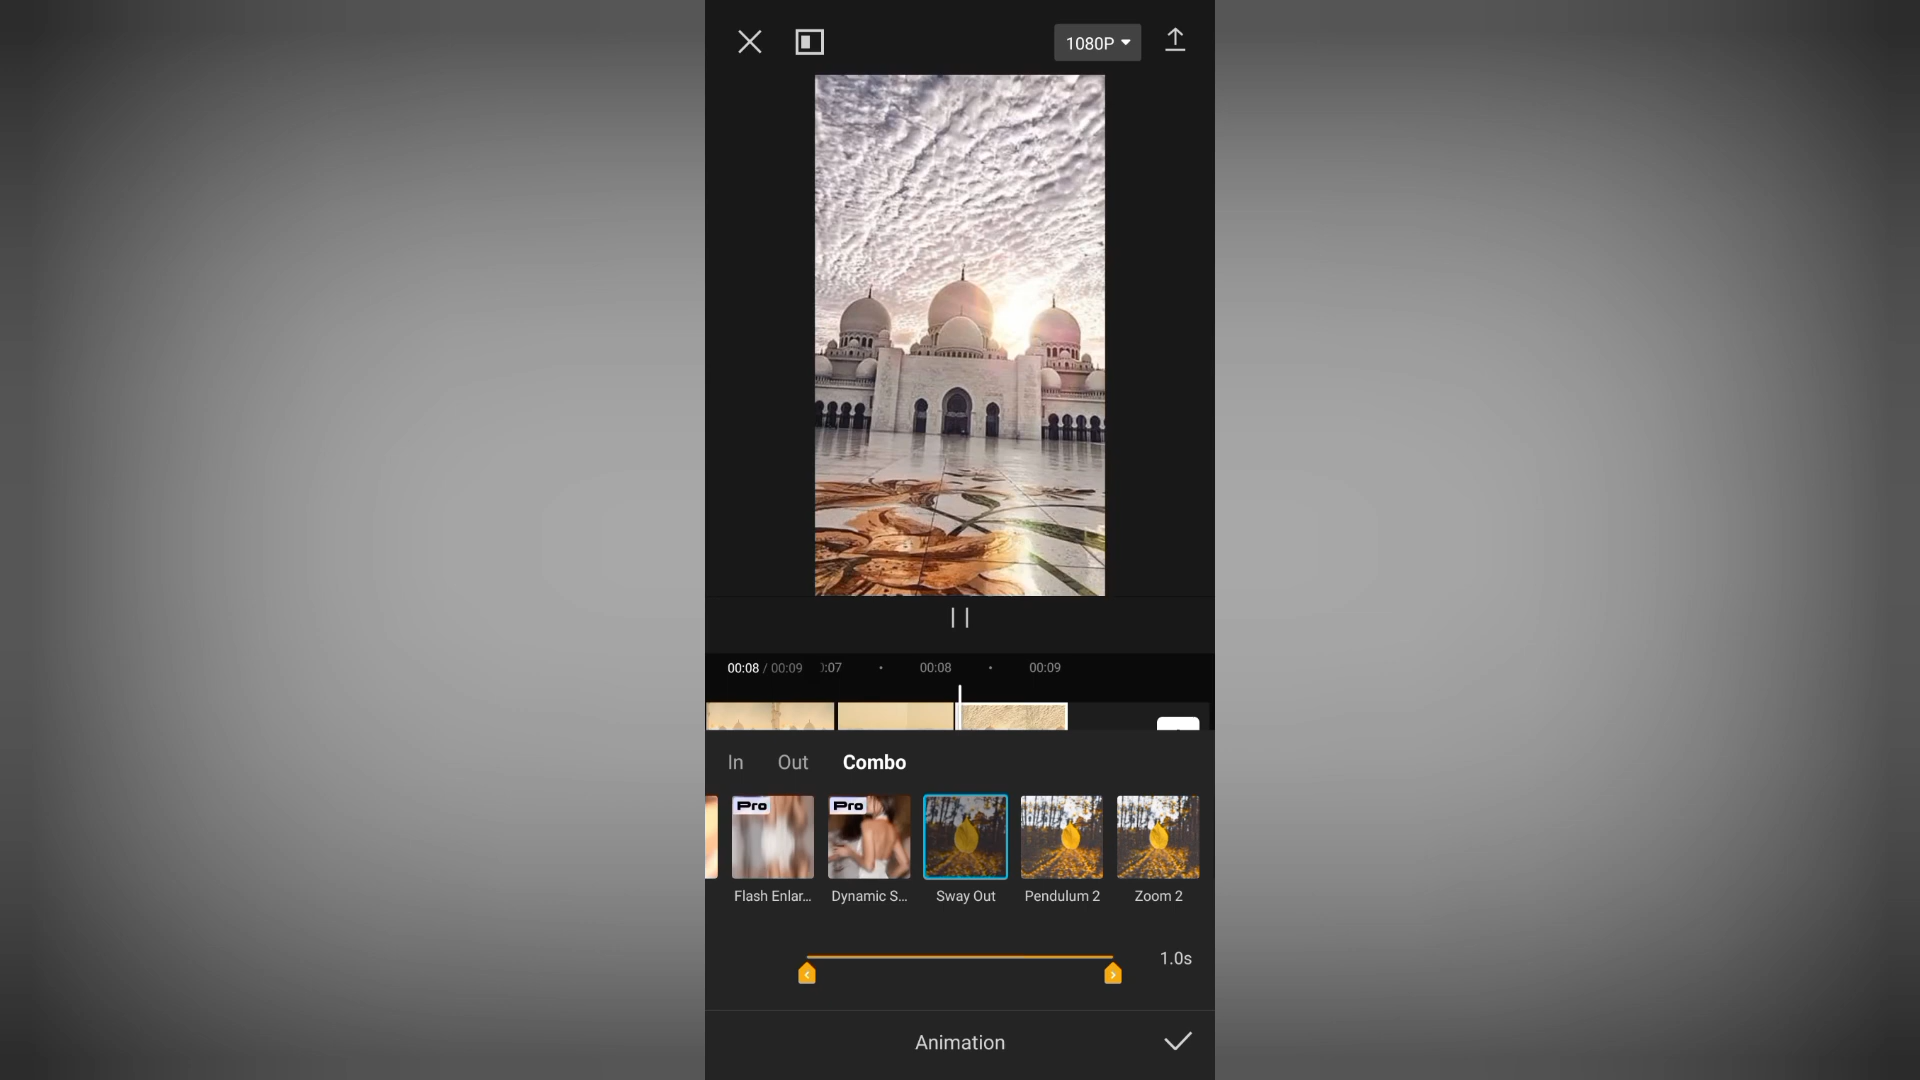 1080P
00:08 / 00:09 0:07 00:08 00:09
In Out Combo
Pro Pro
Flash Enlar... Dynamic S... Sway Out Pendulum 2 Zoom 2
1.0s
Animation